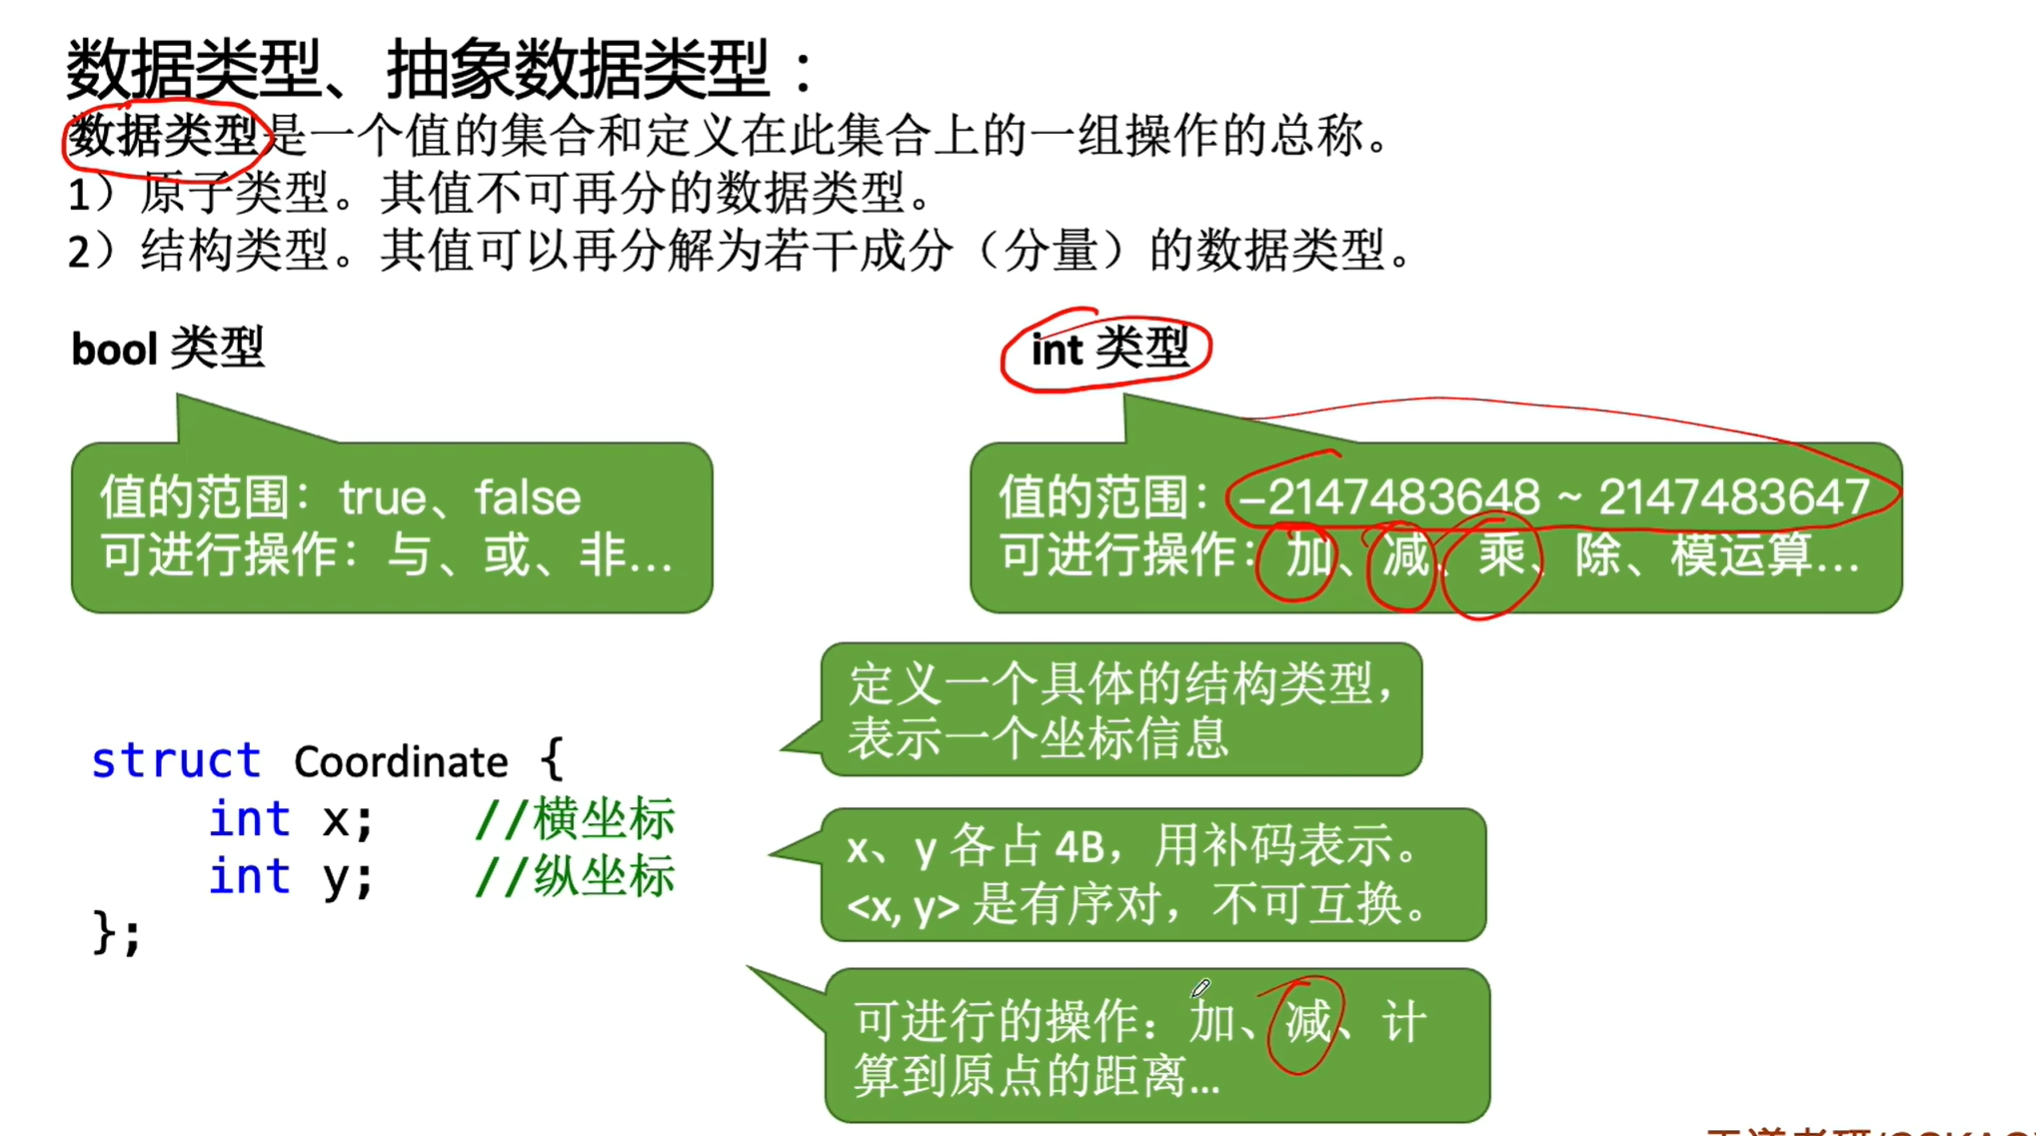 数据类型、抽象数据类型：
数据类型是一个值的集合和定义在此集合上的一组操作的总称。
1）原子类型。其值不可再分的数据类型。
2）结构类型。其值可以再分解为若干成分（分量）的数据类型。
bool 类型
int 类型
值的范围：true、false
可进行操作：与、或、非…
值的范围：-2147483648 ~ 2147483647
可进行操作：加、减、乘、除、模运算…
定义一个具体的结构类型，
表示一个坐标信息
struct Coordinate {
int x; //横坐标
int y; //纵坐标
};
x、y 各占 4B，用补码表示。
<x, y> 是有序对，不可互换。
可进行的操作：加、减、计
算到原点的距离…